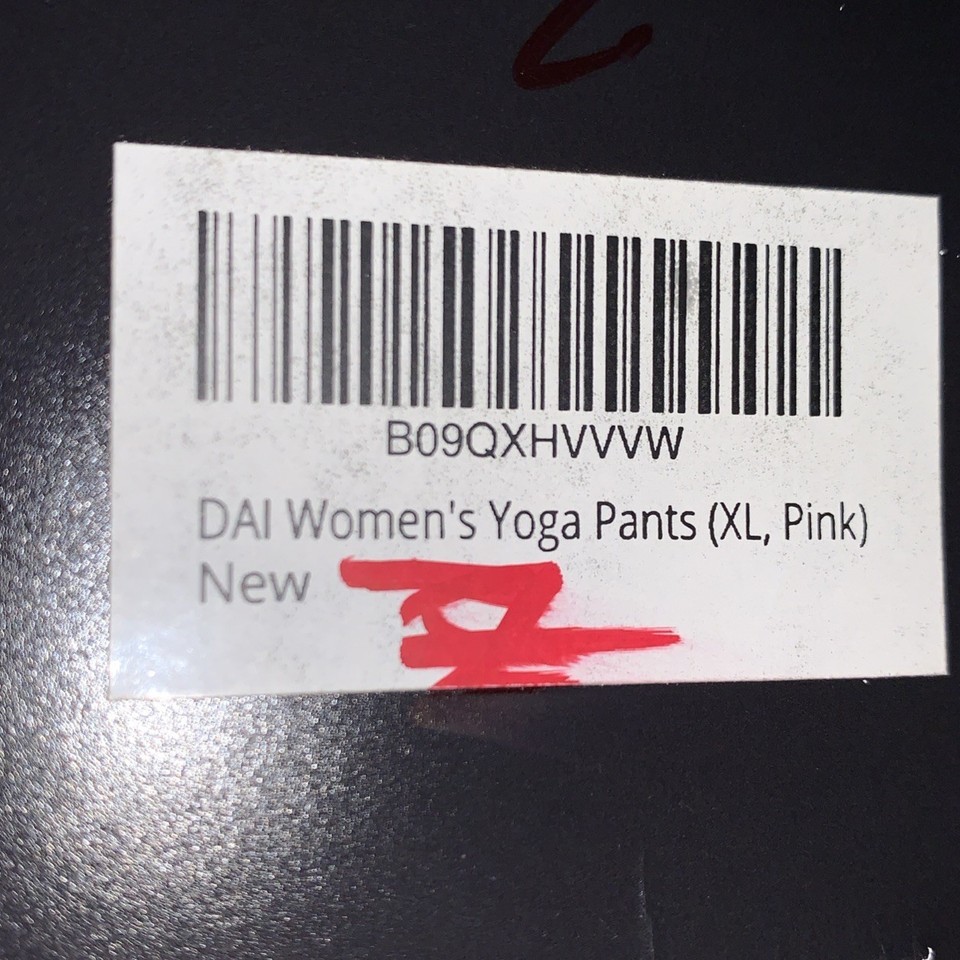 B09QXHVVVW
DAI Women's Yoga Pants (XL, Pink)
New